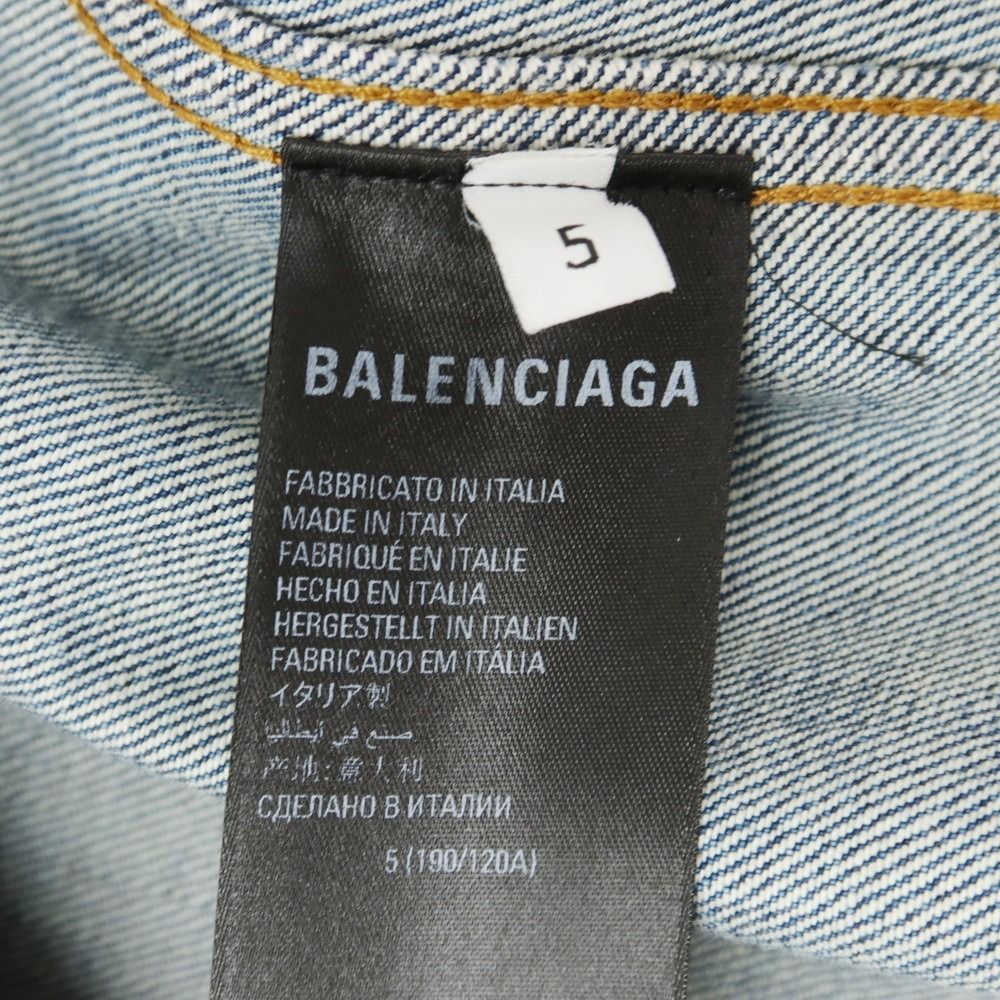 5
BALENCIAGA
FABBRICATO IN ITALIA
MADE IN ITALY
FABRIQUÉ EN ITALIE
HECHO EN ITALIA
HERGESTELLT IN ITALIEN
FABRICADO EM ITÁLIA
イタリア製
صنع في ايطاليا
产地: 意大利
СДЕЛАНО В ИТАЛИИ
5 (190/120A)